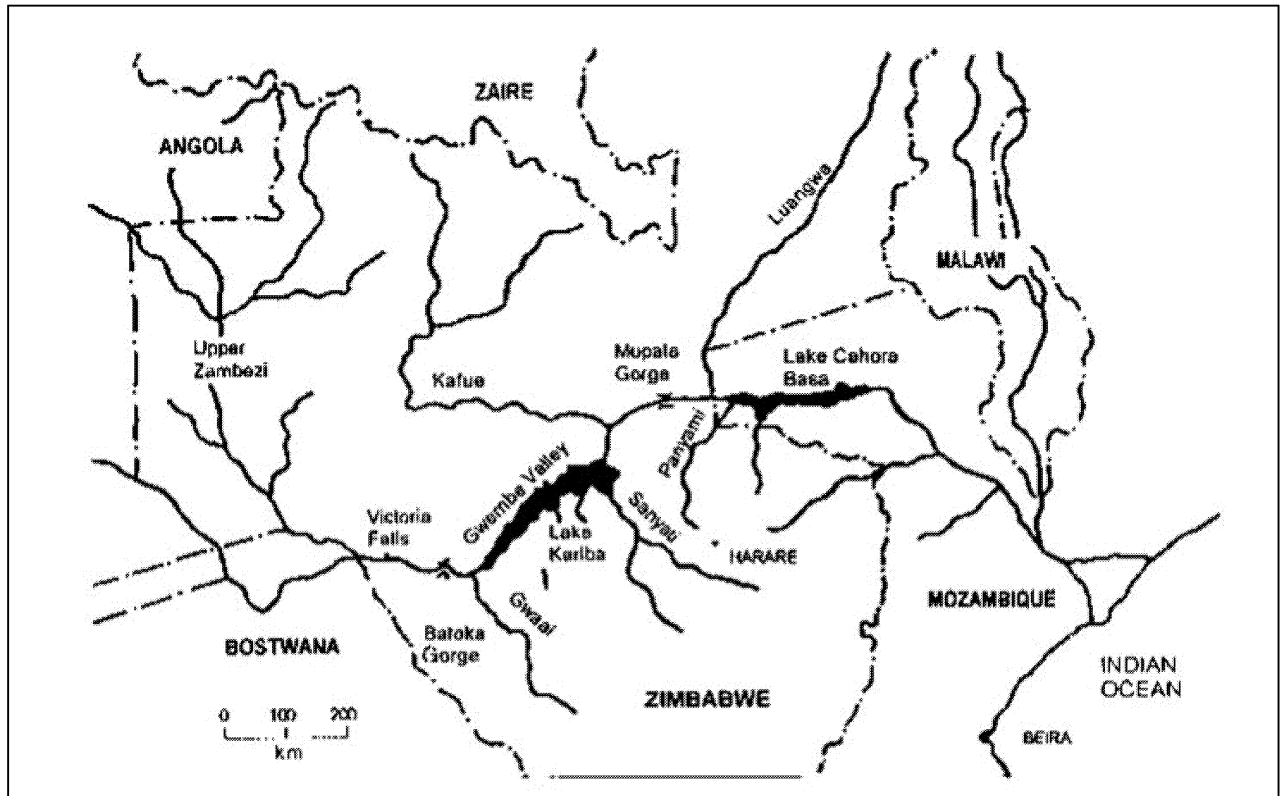 ZAIRE
ANGOLA
Luangwa
MALAWI
Upper
Zambezi
Kafue
Mupala
Gorge
Lake Cahora
Basa
Panyami
Gwembe Valley
Victoria
Falls
Lake
Kariba
Sanyati
HARARE
Gwaai
MOZAMBIQUE
BOSTWANA
Batoka
Gorge
INDIAN
OCEAN
ZIMBABWE
0 100 200
km
BEIRA